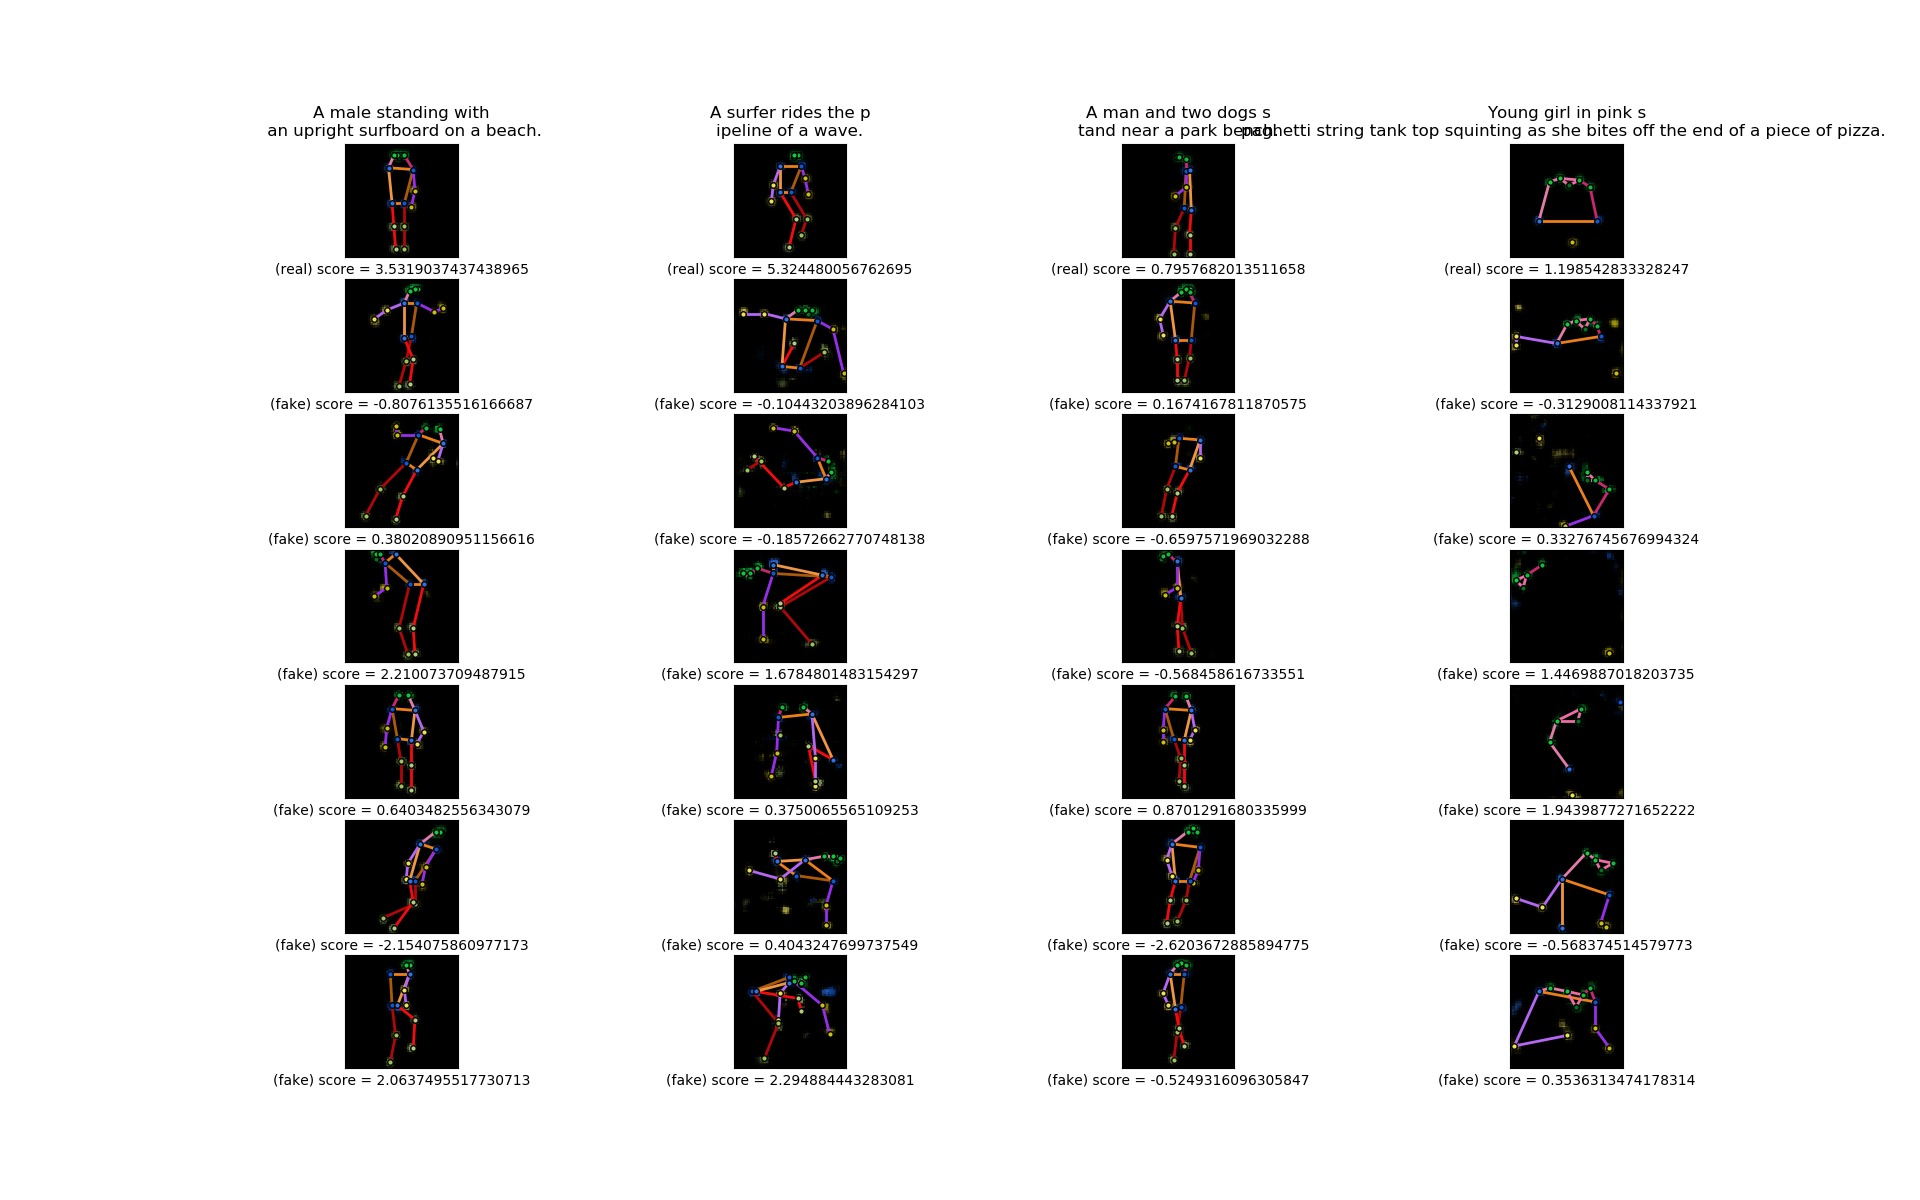 A male standing with
an upright surfboard on a beach.
A surfer rides the p
ipeline of a wave.
A man and two dogs s
tand near a park bench.
Young girl in pink s
paghetti string tank top squinting as she bites off the end of a piece of pizza.
(real) score = 3.5319037437438965
(real) score = 5.324480056762695
(real) score = 0.7957682013511658
(real) score = 1.198542833328247
(fake) score = -0.8076135516166687
(fake) score = -0.10443203896284103
(fake) score = 0.1674167811870575
(fake) score = -0.3129008114337921
(fake) score = 0.38020890951156616
(fake) score = -0.18572662770748138
(fake) score = -0.6597571969032288
(fake) score = 0.33276745676994324
(fake) score = 2.210073709487915
(fake) score = 1.6784801483154297
(fake) score = -0.568458616733551
(fake) score = 1.4469887018203735
(fake) score = 0.6403482556343079
(fake) score = 0.3750065565109253
(fake) score = 0.8701291680335999
(fake) score = 1.9439877271652222
(fake) score = -2.154075860977173
(fake) score = 0.4043247699737549
(fake) score = -2.6203672885894775
(fake) score = -0.568374514579773
(fake) score = 2.0637495517730713
(fake) score = 2.294884443283081
(fake) score = -0.5249316096305847
(fake) score = 0.3536313474178314